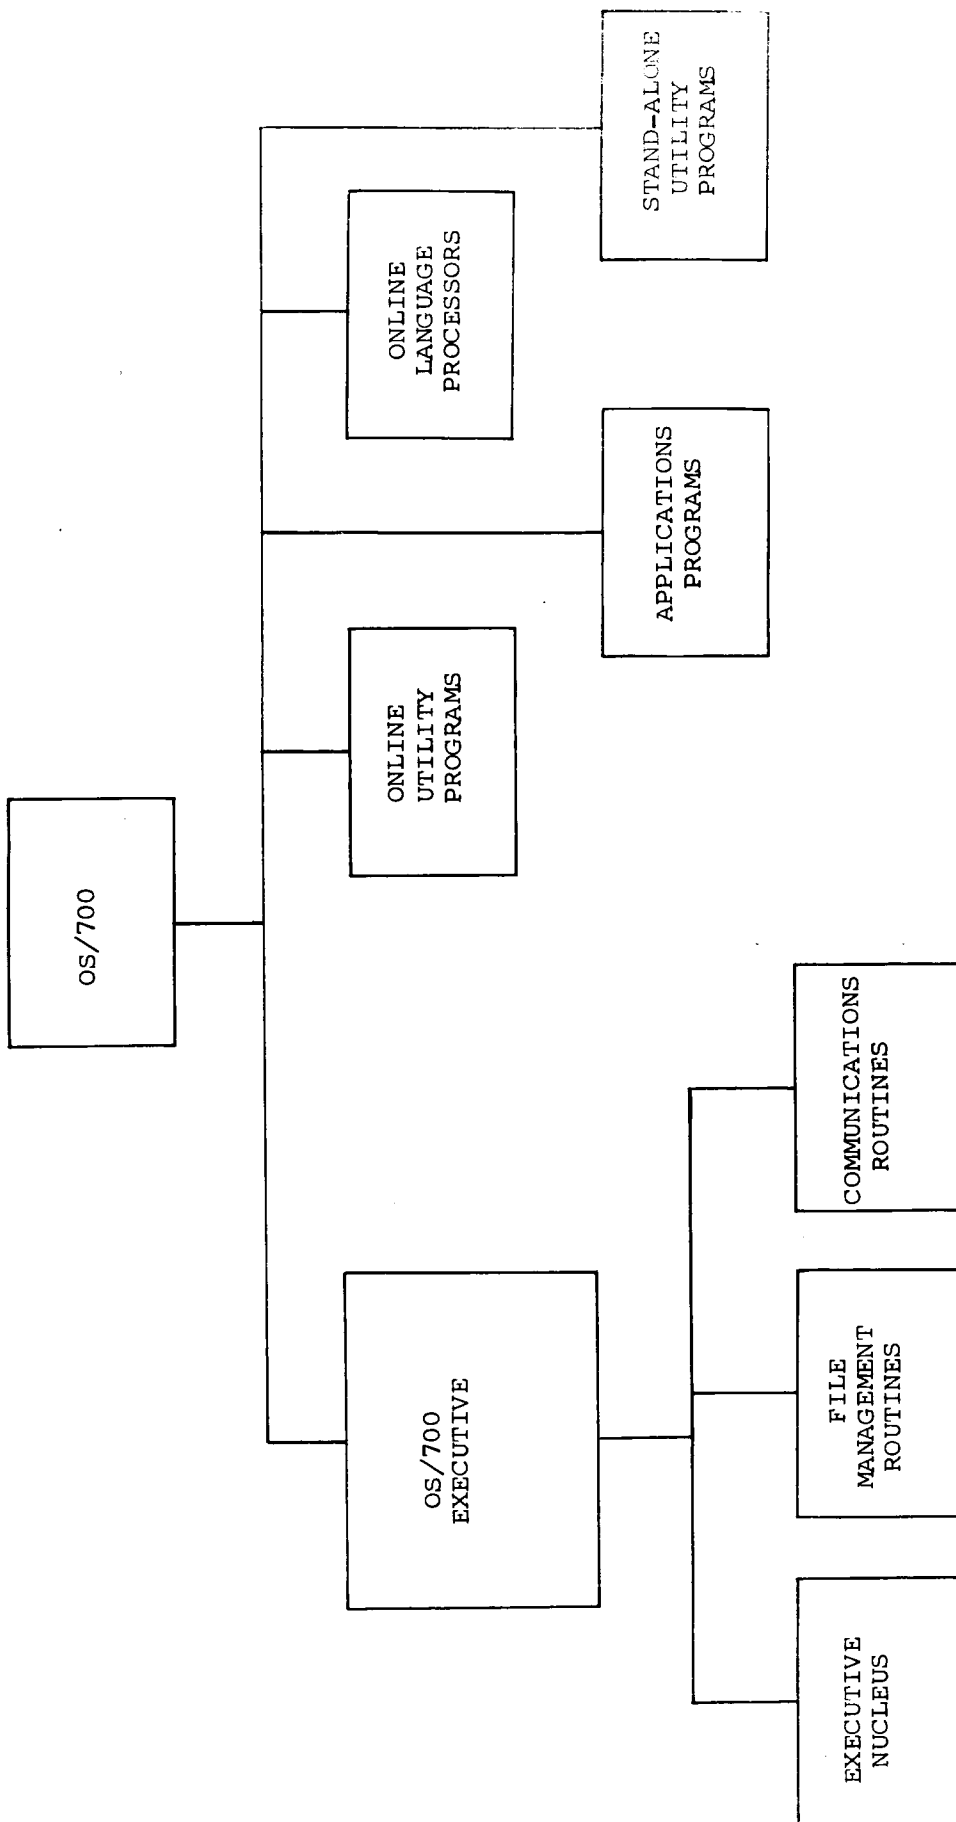 OS/700
OS/700
EXECUTIVE
ONLINE
UTILITY
PROGRAMS
APPLICATIONS
PROGRAMS
ONLINE
LANGUAGE
PROCESSORS
STAND-ALONE
UTILITY
PROGRAMS
EXECUTIVE
NUCLEUS
FILE
MANAGEMENT
ROUTINES
COMMUNICATIONS
ROUTINES